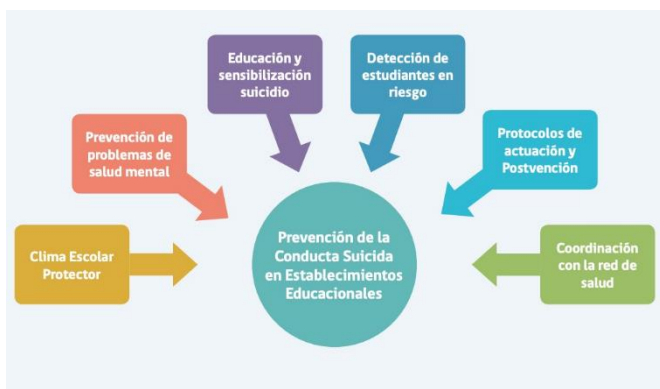 Educación y
sensibilización
suicidio
Detección de
estudiantes en
riesgo
Prevención de
problemas de
salud mental
Protocolos de
actuación y
Postvención
Clima Escolar
Protector
Prevención de la
Conducta Suicida
en Establecimientos
Educacionales
Coordinación
con la red de
salud